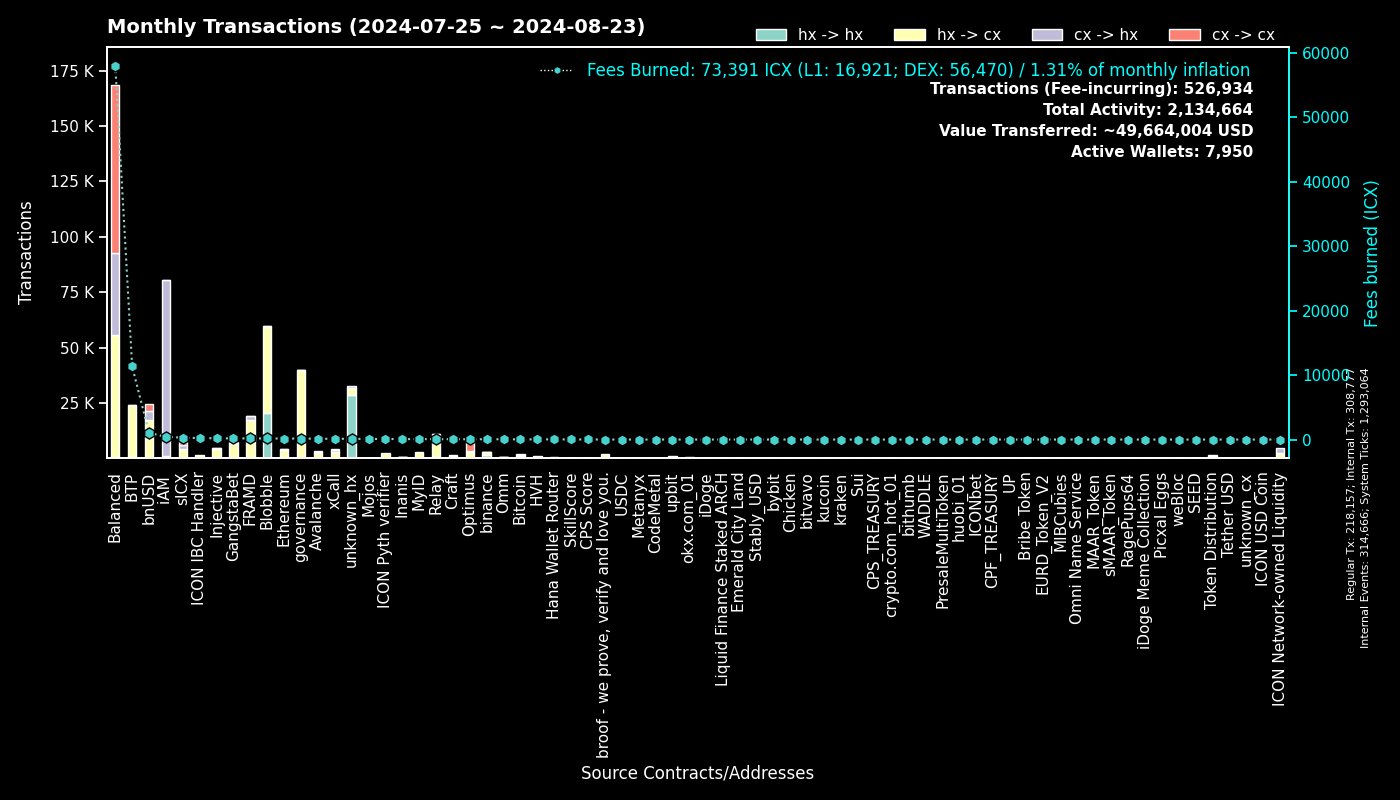 Monthly Transactions (2024-07-25 ~ 2024-08-23)
hx -> hx
hx -> cx
cx -> hx
cx -> cx
Fees Burned: 73,391 ICX (L1: 16,921; DEX: 56,470) / 1.31% of monthly inflation
Transactions (Fee-incurring): 526,934
Total Activity: 2,134,664
Value Transferred: ~49,664,004 USD
Active Wallets: 7,950
Transactions
175 K
150 K
125 K
100 K
75 K
50 K
25 K
60000
50000
40000
30000
20000
10000
0
Fees burned (ICX)
Regular Tx: 218,157; Internal Tx: 308,777
Internal Events: 314,666; System Ticks: 1,293,064
Balanced
BTP
bnUSD
iAM
sICX
ICON IBC Handler
Injective
GangstaBet
FRAMD
Blobble
Ethereum
governance
Avalanche
xCall
unknown_hx
Mojos
ICON Pyth verifier
Inanis
MyID
Relay
Craft
Optimus
binance
Omm
Bitcoin
HVH
Hana Wallet Router
SkillScore
CPS Score
broof - we prove, verify and love you.
USDC
Metanyx
CodeMetal
upbit
okx.com_01
iDoge
Liquid Finance Staked ARCH
Emerald City Land
Stably_USD
bybit
Chicken
bitvavo
kucoin
kraken
Sui
CPS_TREASURY
crypto.com_hot_01
bithumb
WADDLE
PresaleMultiToken
huobi_01
ICONbet
CPF_TREASURY
UP
Bribe Token
EURD_Token_V2
MIBCubies
Omni Name Service
MAAR_Token
sMAAR_Token
RagePups64
iDoge Meme Collection
Picxal Eggs
weBloc
SEED
Token Distribution
Tether USD
unknown_cx
ICON_USD_Coin
ICON Network-owned Liquidity
Source Contracts/Addresses